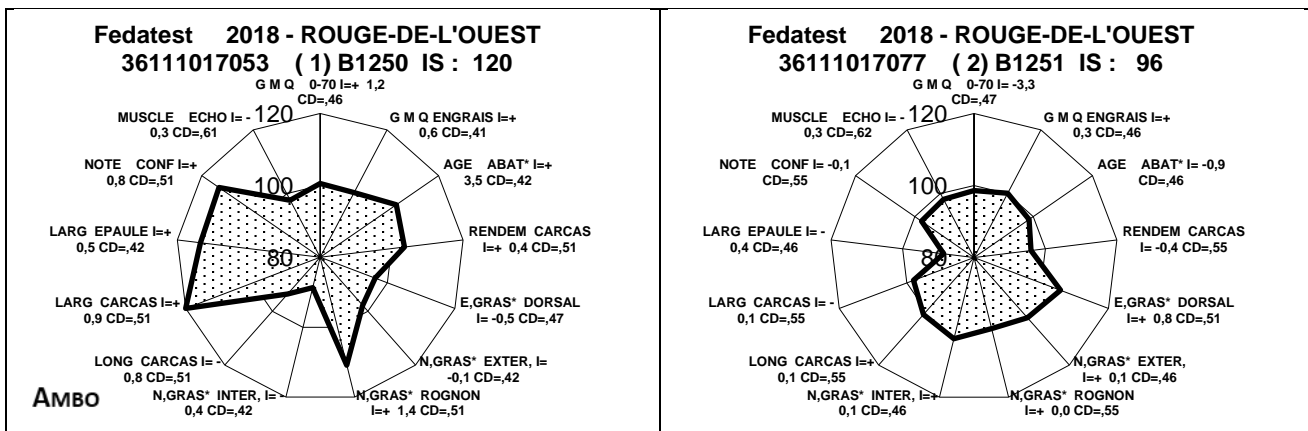 Fedatest 2018 - ROUGE-DE-L'OUEST
36111017053 ( 1) B1250 IS : 120
G M Q 0-70 I=+ 1,2
CD=,46
G M Q ENGRAIS I=+
0,6 CD=,41
AGE ABAT* I=+
3,5 CD=,42
RENDEM CARCAS
I=+ 0,4 CD=,51
E,GRAS* DORSAL
I= -0,5 CD=,47
N,GRAS* EXTER, I=
-0,1 CD=,42
N,GRAS* ROGNON
I=+ 1,4 CD=,51
N,GRAS* INTER, I= -
0,4 CD=,42
LONG CARCAS I= -
0,8 CD=,51
LARG CARCAS I=+
0,9 CD=,51
LARG EPAULE I=+
0,5 CD=,42
NOTE CONF I=+
0,8 CD=,51
MUSCLE ECHO I= -
0,3 CD=,61
120
100
80
AMBO
Fedatest 2018 - ROUGE-DE-L'OUEST
36111017077 ( 2) B1251 IS : 96
G M Q 0-70 I= -3,3
CD=,47
G M Q ENGRAIS I=+
0,3 CD=,46
AGE ABAT* I= -0,9
CD=,46
RENDEM CARCAS
I= -0,4 CD=,55
E,GRAS* DORSAL
I=+ 0,8 CD=,51
N,GRAS* EXTER,
I=+ 0,1 CD=,46
N,GRAS* ROGNON
I=+ 0,0 CD=,55
N,GRAS* INTER, I=+
0,1 CD=,46
LONG CARCAS I=+
0,1 CD=,55
LARG CARCAS I= -
0,1 CD=,55
LARG EPAULE I= -
0,4 CD=,46
NOTE CONF I= -0,1
CD=,55
MUSCLE ECHO I= -
0,3 CD=,62
120
100
80